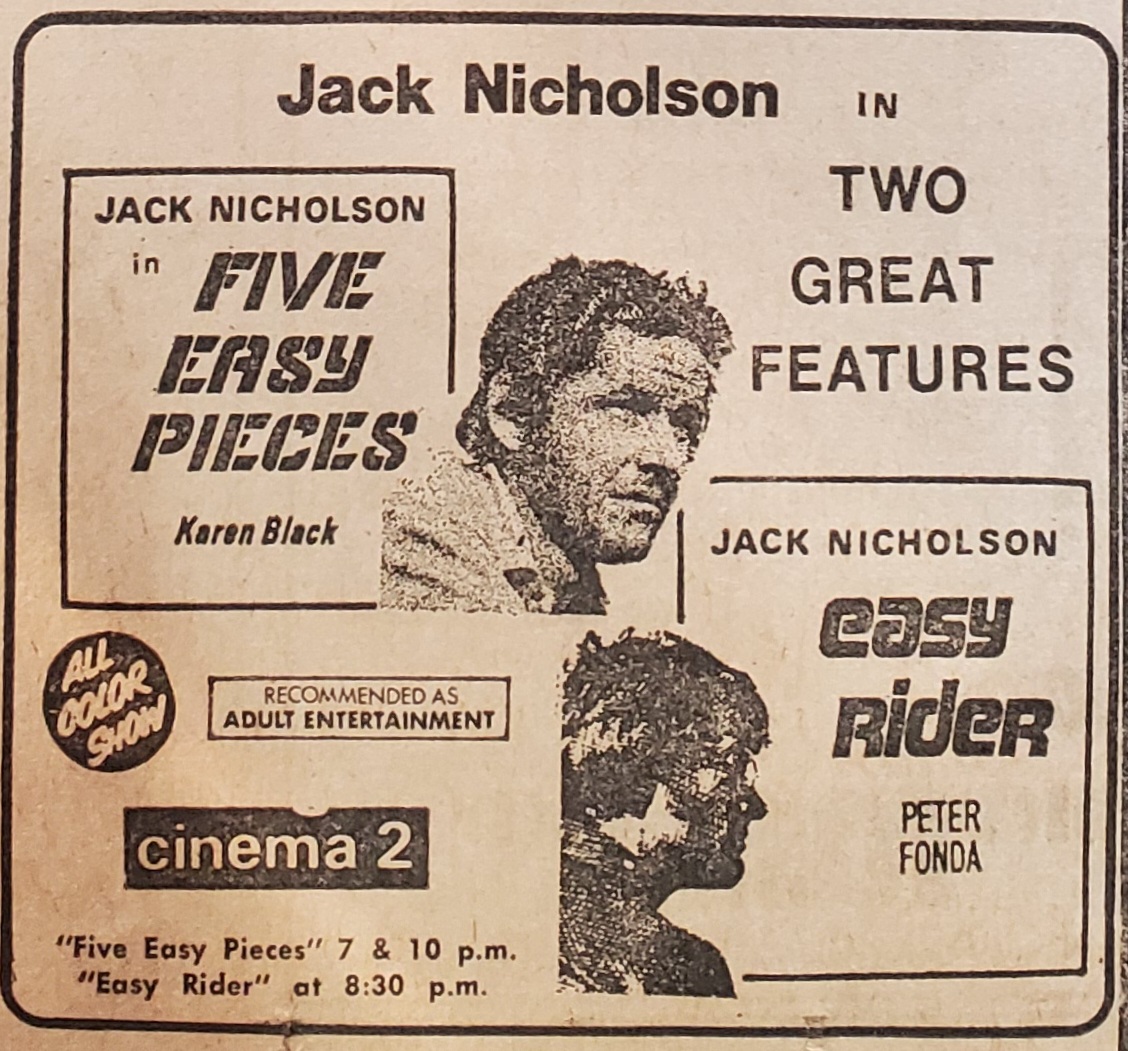 Jack Nicholson IN
TWO
GREAT
FEATURES
JACK NICHOLSON
in FIVE
EASY
PIECES
Karen Black
JACK NICHOLSON
easy
RideR
PETER
FONDA
ALL
COLOR
SHOW
RECOMMENDED AS
ADULT ENTERTAINMENT
cinema 2
"Five Easy Pieces" 7 & 10 p.m.
"Easy Rider" at 8:30 p.m.